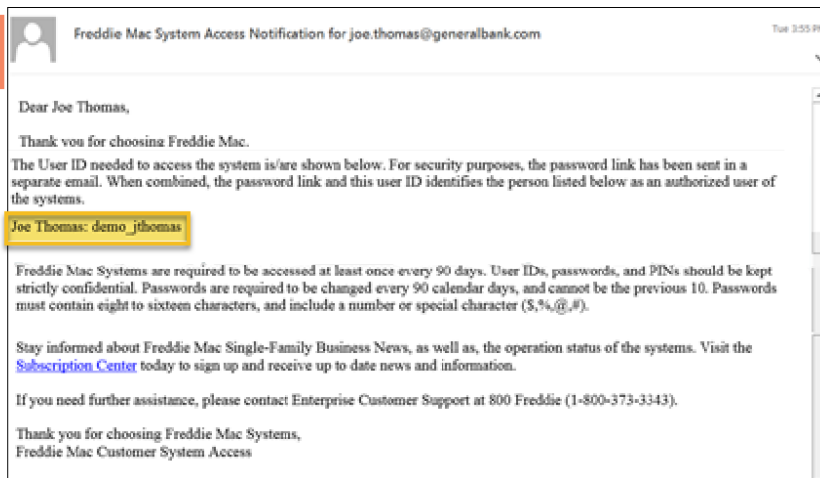 Freddie Mac System Access Notification for joe.thomas@generalbank.com
Tue 3:55 PM
Dear Joe Thomas,
Thank you for choosing Freddie Mac.
The User ID needed to access the system is/are shown below. For security purposes, the password link has been sent in a
separate email. When combined, the password link and this user ID identifies the person listed below as an authorized user of
the systems.
Joe Thomas: demo_jthomas
Freddie Mac Systems are required to be accessed at least once every 90 days. User IDs, passwords, and PINs should be kept
strictly confidential. Passwords are required to be changed every 90 calendar days, and cannot be the previous 10. Passwords
must contain eight to sixteen characters, and include a number or special character ($,%,@,#).
Stay informed about Freddie Mac Single-Family Business News, as well as, the operation status of the systems. Visit the
Subscription Center today to sign up and receive up to date news and information.
If you need further assistance, please contact Enterprise Customer Support at 800 Freddie (1-800-373-3343).
Thank you for choosing Freddie Mac Systems,
Freddie Mac Customer System Access